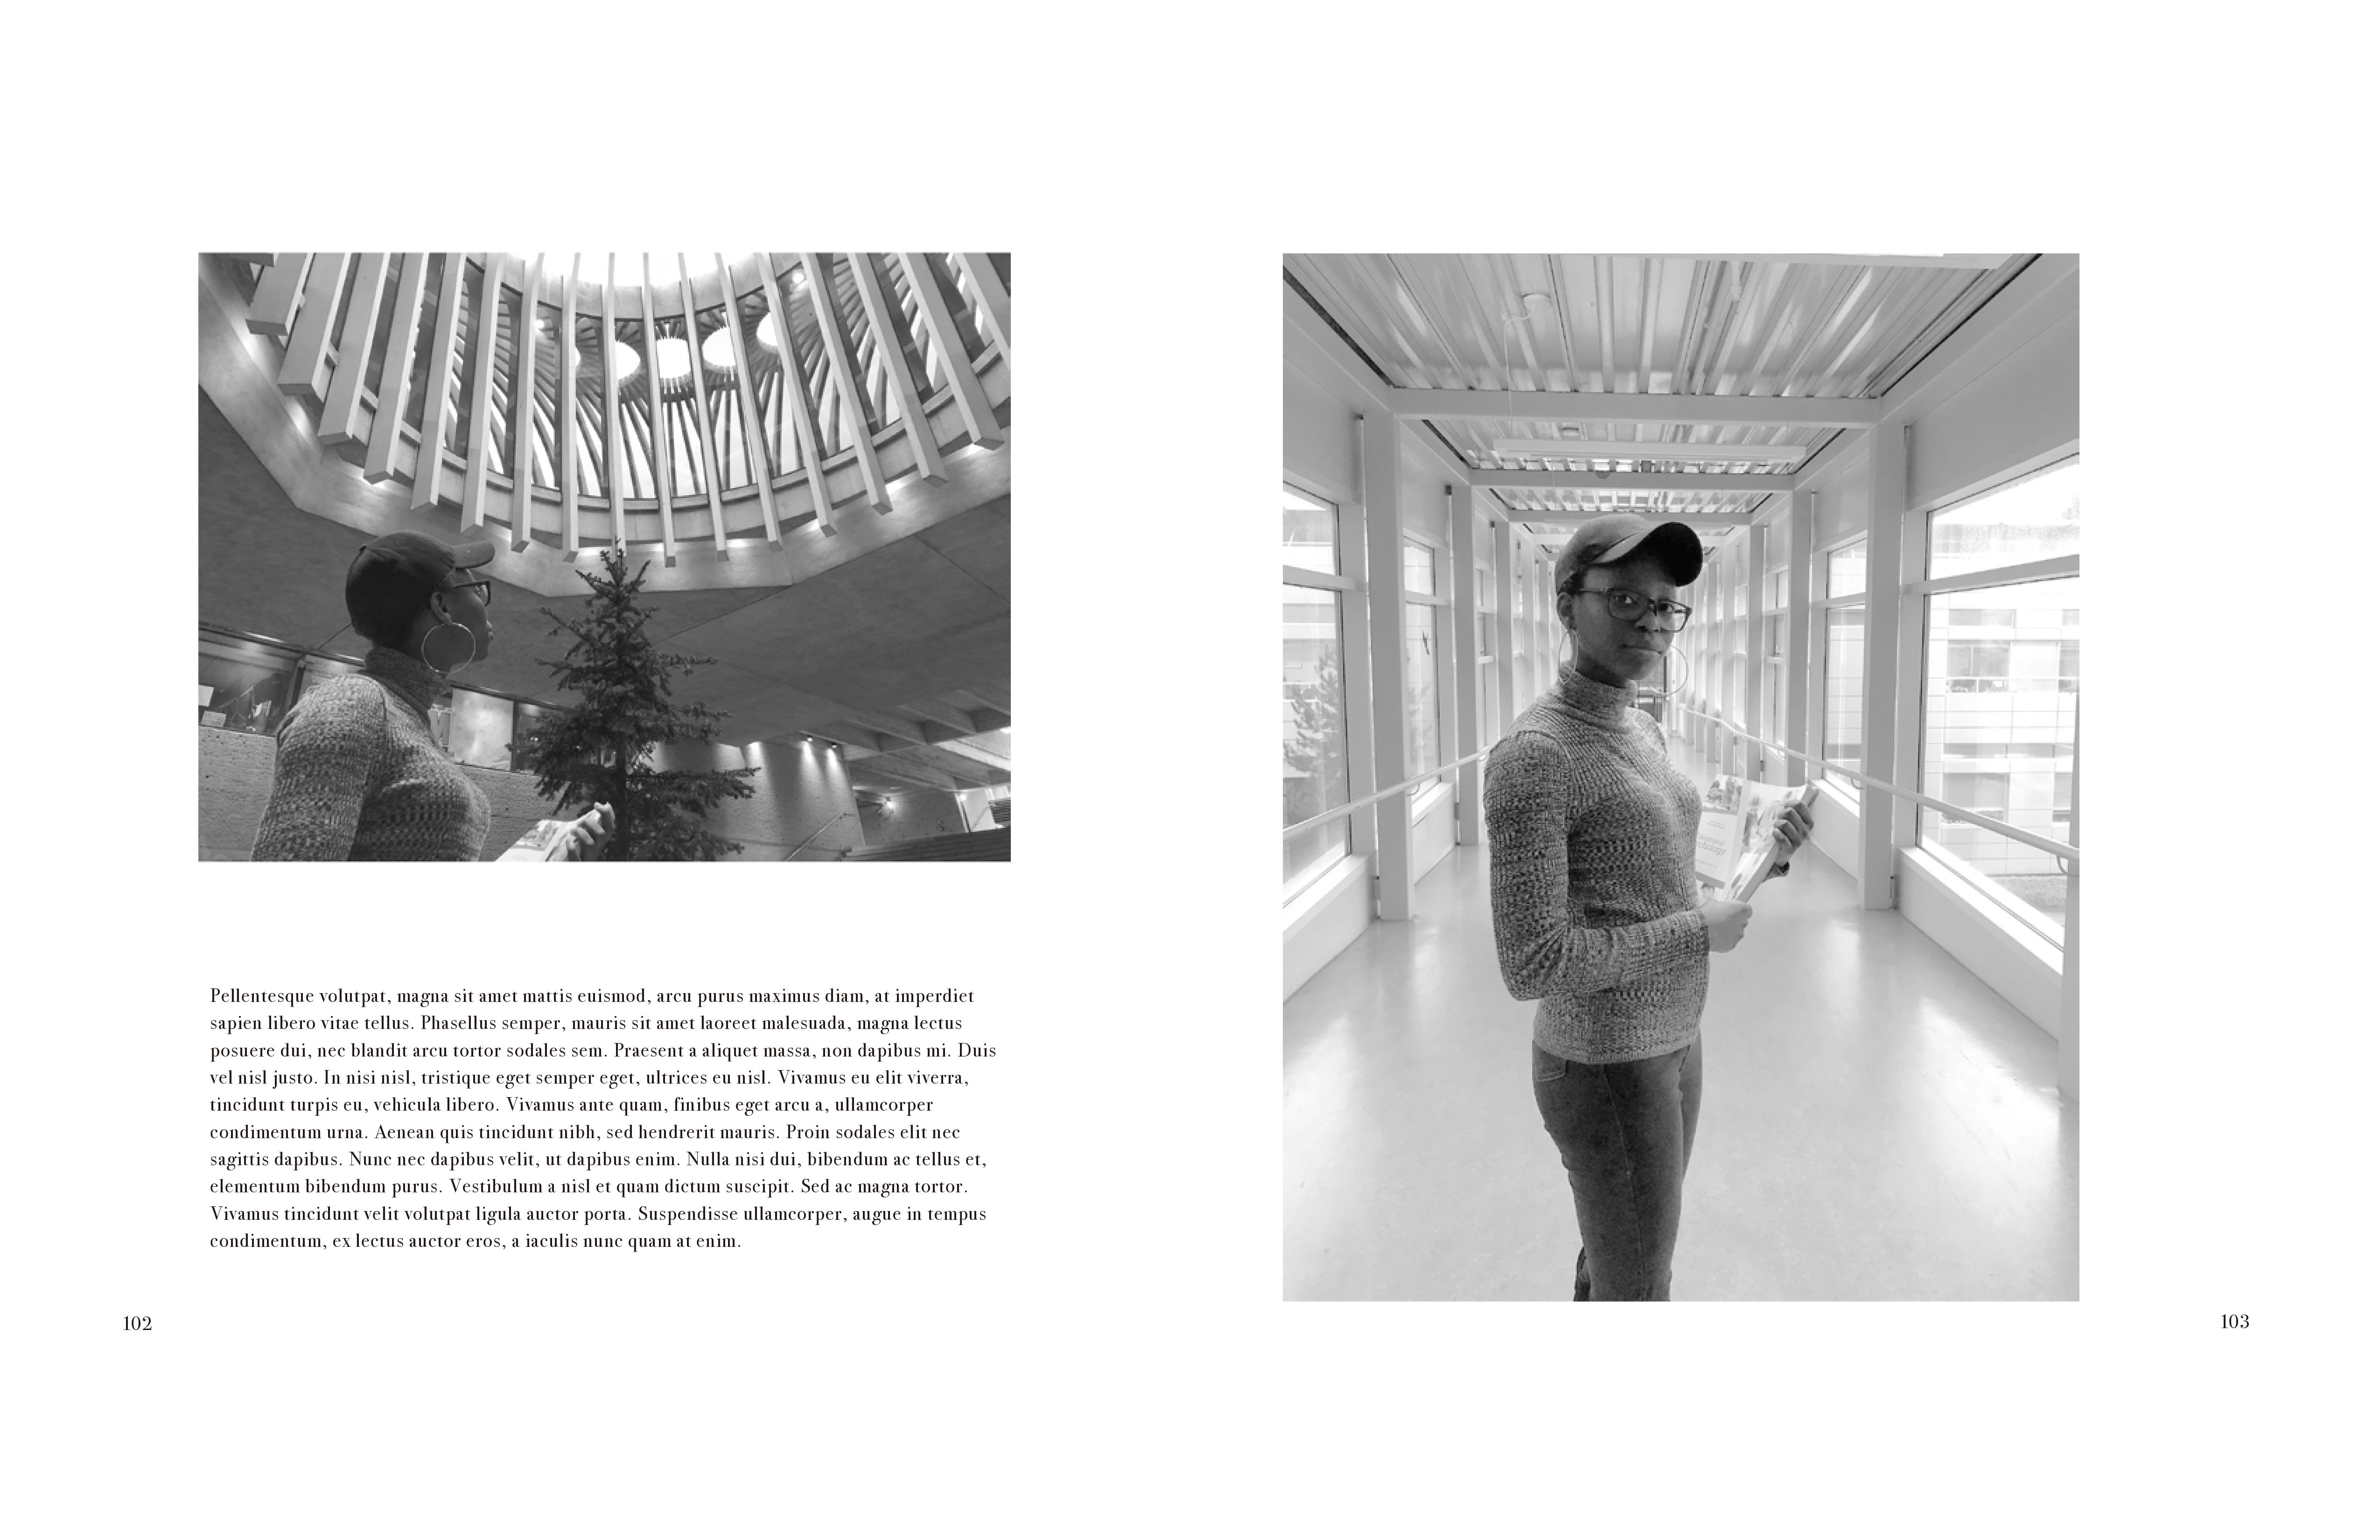 Pellentesque volutpat, magna sit amet mattis euismod, arcu purus maximus diam, at imperdiet
sapien libero vitae tellus. Phasellus semper, mauris sit amet laoreet malesuada, magna lectus
posuere dui, nec blandit arcu tortor sodales sem. Praesent a aliquet massa, non dapibus mi. Duis
vel nisl justo. In nisi nisl, tristique eget semper eget, ultrices eu nisl. Vivamus eu elit viverra,
tincidunt turpis eu, vehicula libero. Vivamus ante quam, finibus eget arcu a, ullamcorper
condimentum urna. Aenean quis tincidunt nibh, sed hendrerit mauris. Proin sodales elit nec
sagittis dapibus. Nunc nec dapibus velit, ut dapibus enim. Nulla nisi dui, bibendum ac tellus et,
elementum bibendum purus. Vestibulum a nisl et quam dictum suscipit. Sed ac magna tortor.
Vivamus tincidunt velit volutpat ligula auctor porta. Suspendisse ullamcorper, augue in tempus
condimentum, ex lectus auctor eros, a iaculis nunc quam at enim.
102
103